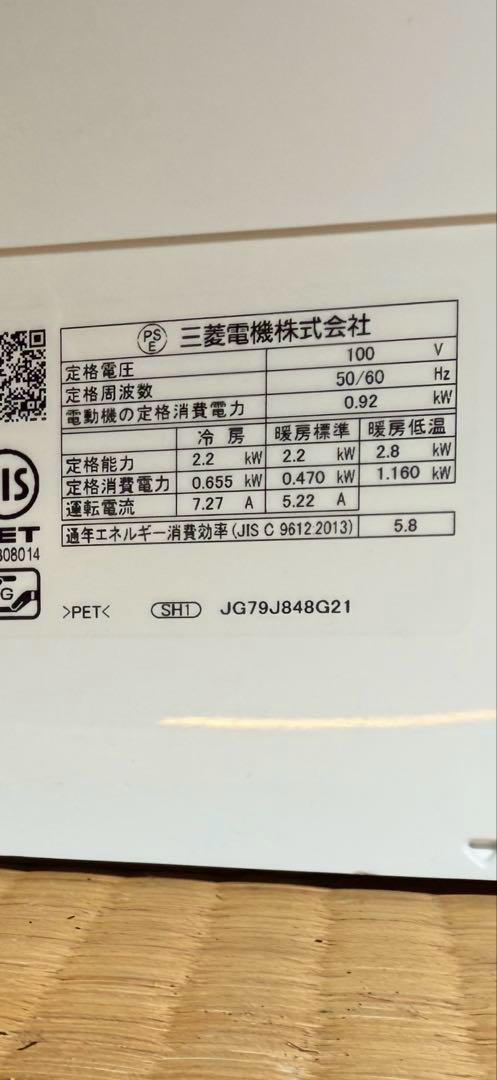 PS
E 三菱電機株式会社
定格電圧 100 V
定格周波数 50/60 Hz
電動機の定格消費電力 0.92 kW
冷房 暖房標準 暖房低温
定格能力 2.2 kW 2.2 kW 2.8 kW
定格消費電力 0.655 kW 0.470 kW 1.160 kW
運転電流 7.27 A 5.22 A
通年エネルギー消費効率(JIS C 9612:2013) 5.8
IS
ET
808014
G
>PET< SH1 JG79J848G21